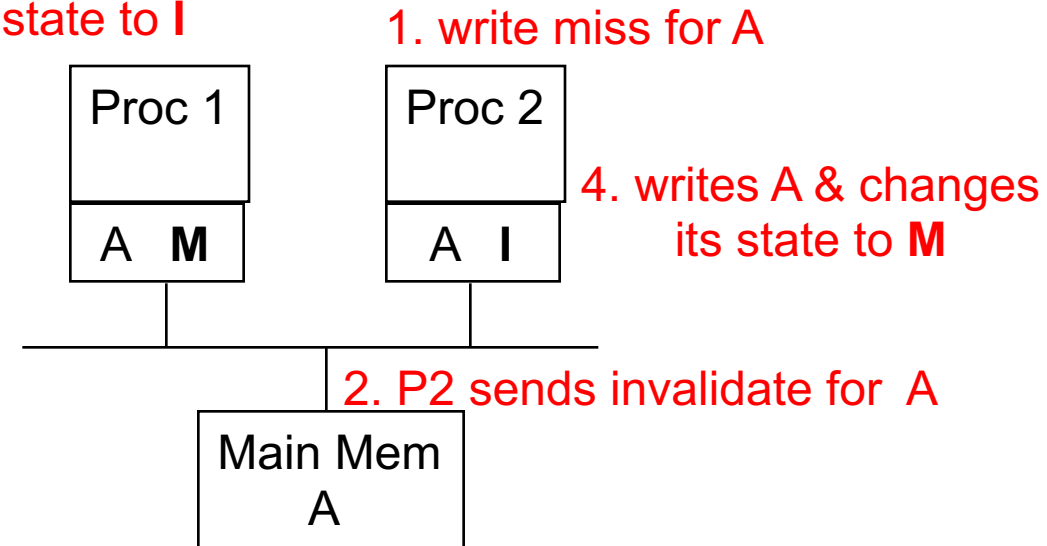 state to I
1. write miss for A
Proc 1
Proc 2
4. writes A & changes
its state to M
A M
A I
2. P2 sends invalidate for A
Main Mem
A